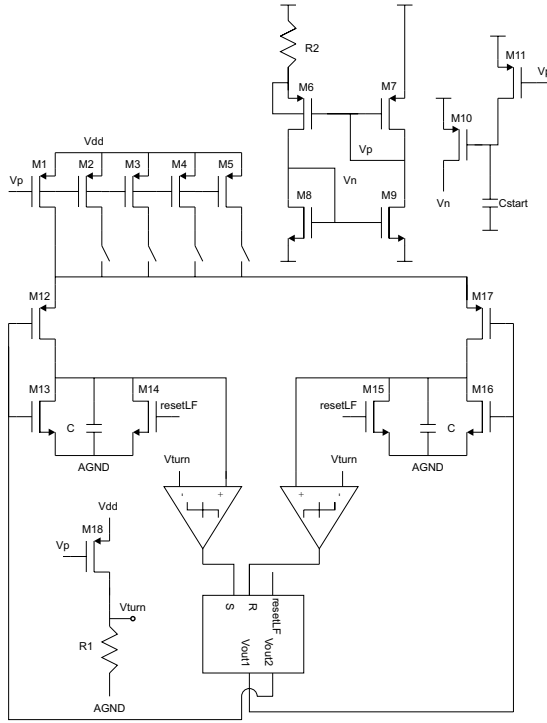 R2
M6
M7
M11
Vp
M10
Vp
Vn
Vn
Cstart
M8
M9
Vdd
M1
M2
M3
M4
M5
Vp
M12
M17
M13
M14
resetLF
C
AGND
M15
M16
resetLF
C
AGND
Vturn
Vturn
- +
+ -
Vdd
M18
Vp
Vturn
R1
AGND
S
R
resetLF
Vout1
Vout2